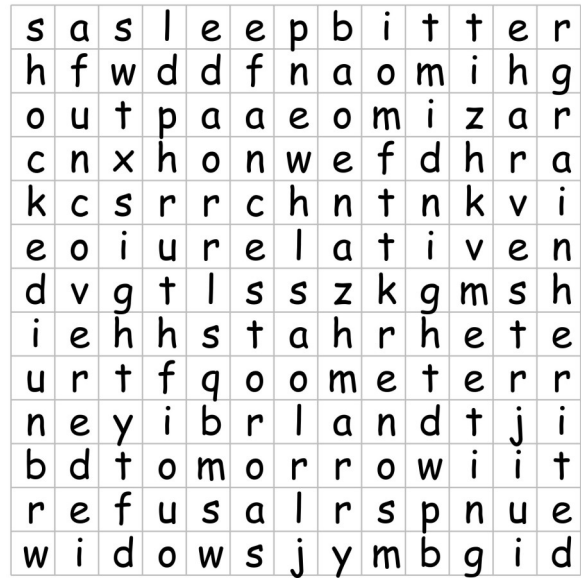 s a s l e e p b i t t e r
h f w d d f n a o m i h g
o u t p a a e o m i z a r
c n x h o n w e f d h r a
k c s r r c h n t n k v i
e o i u r e l a t i v e n
d v g t l s s z k g m s h
i e h h s t a h r h e t e
u r t f q o o m e t e r r
n e y i b r l a n d t j i
b d t o m o r r o w i i t
r e f u s a l r s p n u e
w i d o w s j y m b g i d